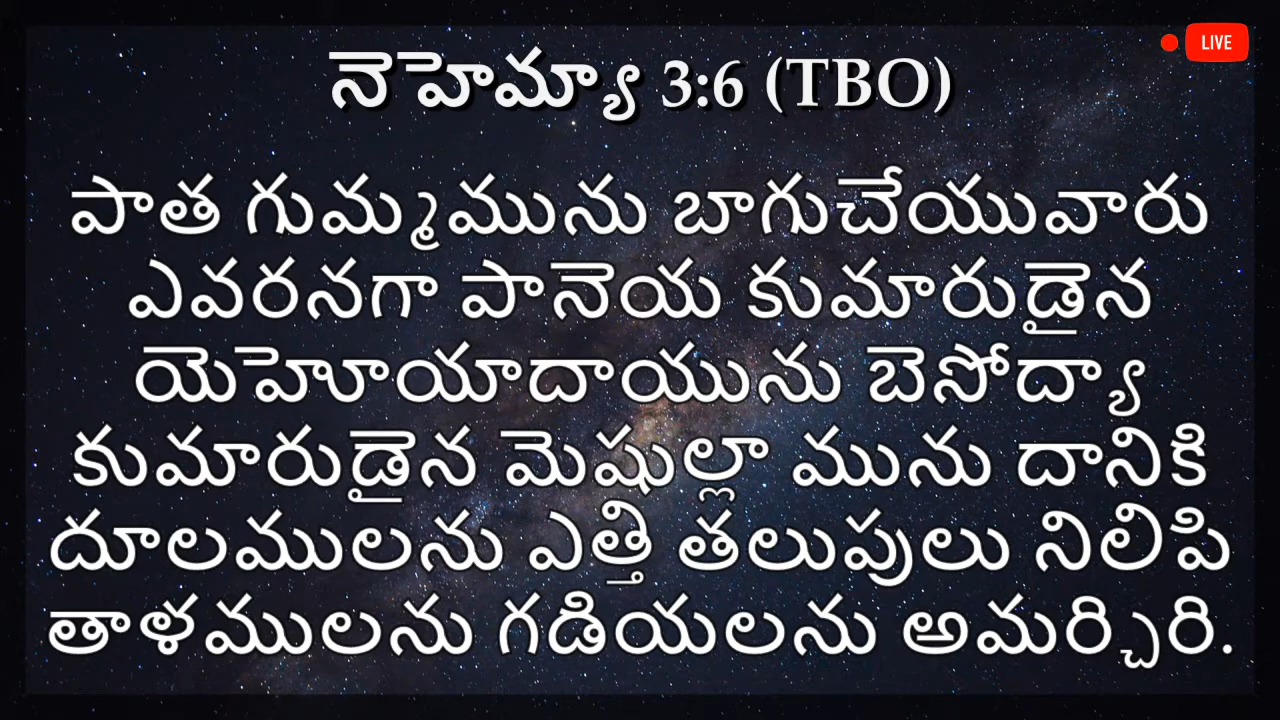 నెహెమ్యా 3:6 (TBO)
LIVE
పాత గుమ్మమును బాగుచేయువారు
ఎవరనగా పానెయ కుమారుడైన
యెహెూయాదాయును బెసోద్యా
కుమారుడైన మెషుల్లా మును దానికి
దూలములను ఎత్తి తలుపులు నిలిపి
తాళములను గడియలను అమర్చిరి.